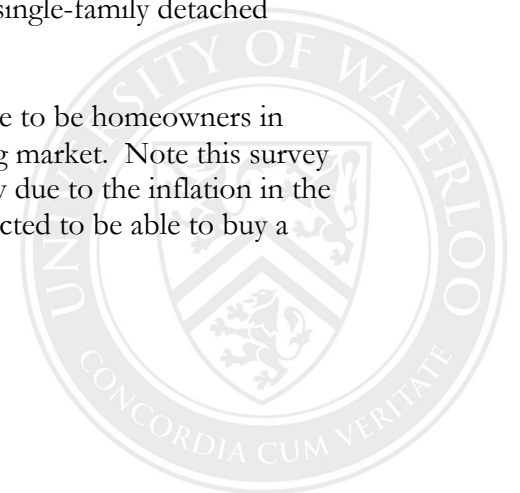 single-family detached
e to be homeowners in
g market. Note this survey
y due to the inflation in the
cted to be able to buy a
UNIVERSITY OF WATERLOO
CONCORDIA CUM VERITATE